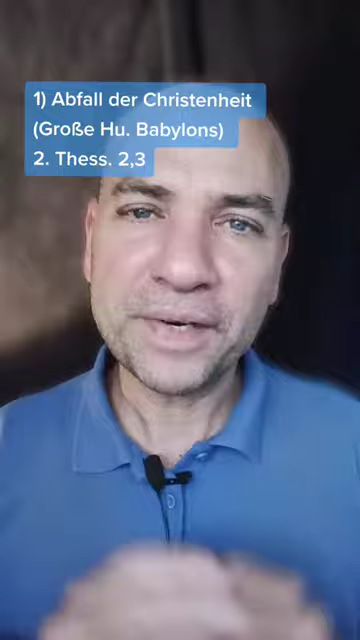 1) Abfall der Christenheit
(Große Hu. Babylons)
2. Thess. 2,3